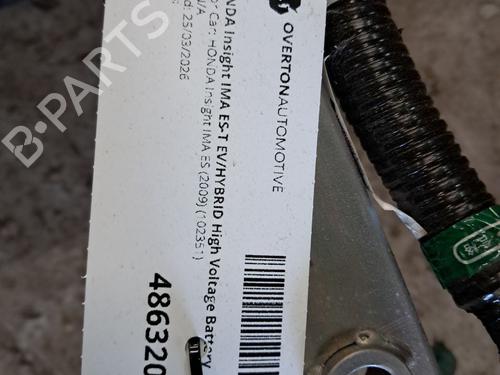 OVERTONAUTOMOTIVE
NDA Insight IMA ES-T EV/HYBRID High Voltage Battery
Car: HONDA Insight IMA ES (2009) (102351)
N/A
25/03/2026
486320
B-PARTS